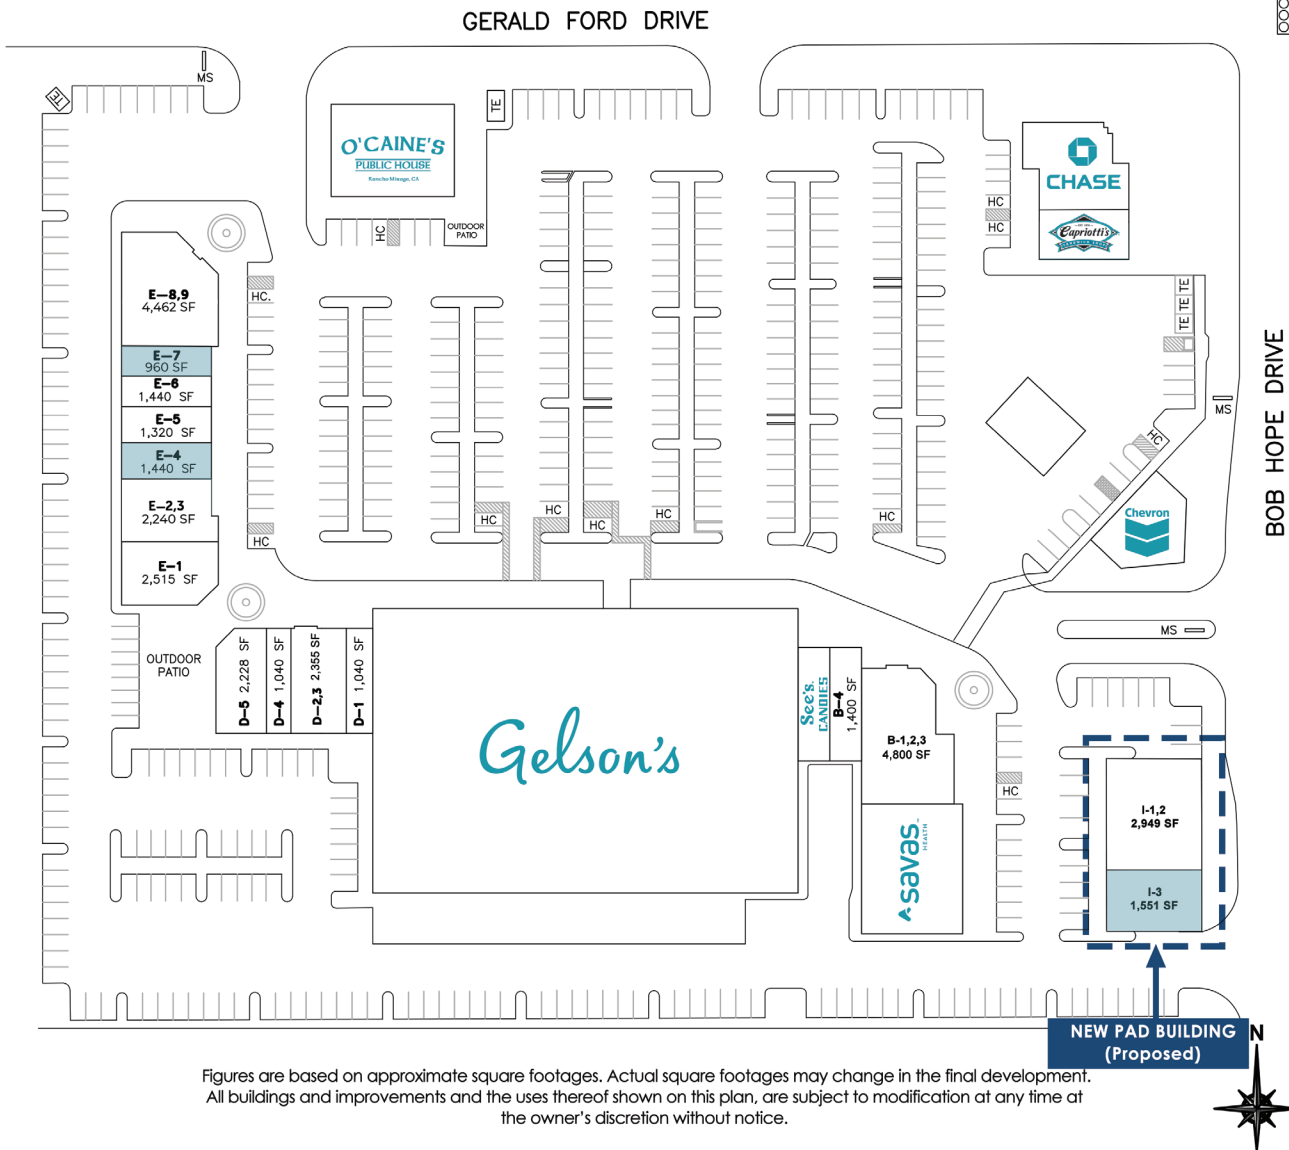 GERALD FORD DRIVE
MS
TE
TE
O'CAINE'S
PUBLIC HOUSE
Rancho Mirage, CA
HC
OUTDOOR
PATIO
CHASE
Capriotti's
HC
HC
TE
TE
TE
BOB HOPE DRIVE
MS
HC
Chevron
MS
HC.
E–8,9
4,462 SF
E–7
960 SF
E–6
1,440 SF
E–5
1,320 SF
E–4
1,440 SF
E–2,3
2,240 SF
E–1
2,515 SF
HC
HC
HC
HC
HC
HC
OUTDOOR
PATIO
D–5 2,228 SF
D–4 1,040 SF
D–2,3 2,355 SF
D–1 1,040 SF
Gelson's
See's
CANDIES
B–4
1,400 SF
B-1,2,3
4,800 SF
savas
HEALTH
HC
I-1,2
2,949 SF
I-3
1,551 SF
NEW PAD BUILDING
(Proposed)
N
Figures are based on approximate square footages. Actual square footages may change in the final development.
All buildings and improvements and the uses thereof shown on this plan, are subject to modification at any time at
the owner's discretion without notice.